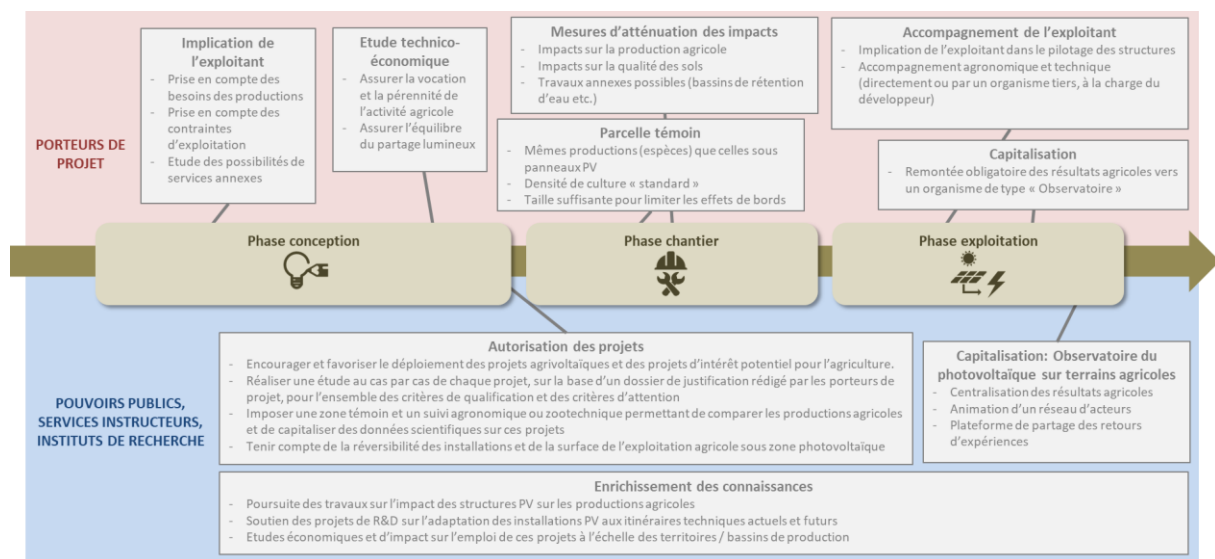 Implication de
l'exploitant
- Prise en compte des
besoins des productions
- Prise en compte des
contraintes
d'exploitation
- Etude des possibilités de
services annexes
Etude technico-
économique
- Assurer la vocation
et la pérennité de
l'activité agricole
- Assurer l'équilibre
du partage lumineux
Mesures d'atténuation des impacts
- Impacts sur la production agricole
- Impacts sur la qualité des sols
- Travaux annexes possibles (bassins de rétention
d'eau etc.)
Parcelle témoin
- Mêmes productions (espèces) que celles sous
panneaux PV
- Densité de culture « standard »
- Taille suffisante pour limiter les effets de bords
Accompagnement de l'exploitant
- Implication de l'exploitant dans le pilotage des structures
- Accompagnement agronomique et technique
(directement ou par un organisme tiers, à la charge du
développeur)
Capitalisation
- Remontée obligatoire des résultats agricoles vers
un organisme de type « Observatoire »
PORTEURS DE
PROJET
Phase conception
Phase chantier
Phase exploitation
POUVOIRS PUBLICS,
SERVICES INSTRUCTEURS,
INSTITUTS DE RECHERCHE
Autorisation des projets
- Encourager et favoriser le déploiement des projets agrivoltaïques et des projets d'intérêt potentiel pour l'agriculture.
- Réaliser une étude au cas par cas de chaque projet, sur la base d'un dossier de justification rédigé par les porteurs de
projet, pour l'ensemble des critères de qualification et des critères d'attention
- Imposer une zone témoin et un suivi agronomique ou zootechnique permettant de comparer les productions agricoles
et de capitaliser des données scientifiques sur ces projets
- Tenir compte de la réversibilité des installations et de la surface de l'exploitation agricole sous zone photovoltaïque
Capitalisation: Observatoire du
photovoltaïque sur terrains agricoles
- Centralisation des résultats agricoles
- Animation d'un réseau d'acteurs
- Plateforme de partage des retours
d'expériences
Enrichissement des connaissances
- Poursuite des travaux sur l'impact des structures PV sur les productions agricoles
- Soutien des projets de R&D sur l'adaptation des installations PV aux itinéraires techniques actuels et futurs
- Etudes économiques et d'impact sur l'emploi de ces projets à l'échelle des territoires / bassins de production